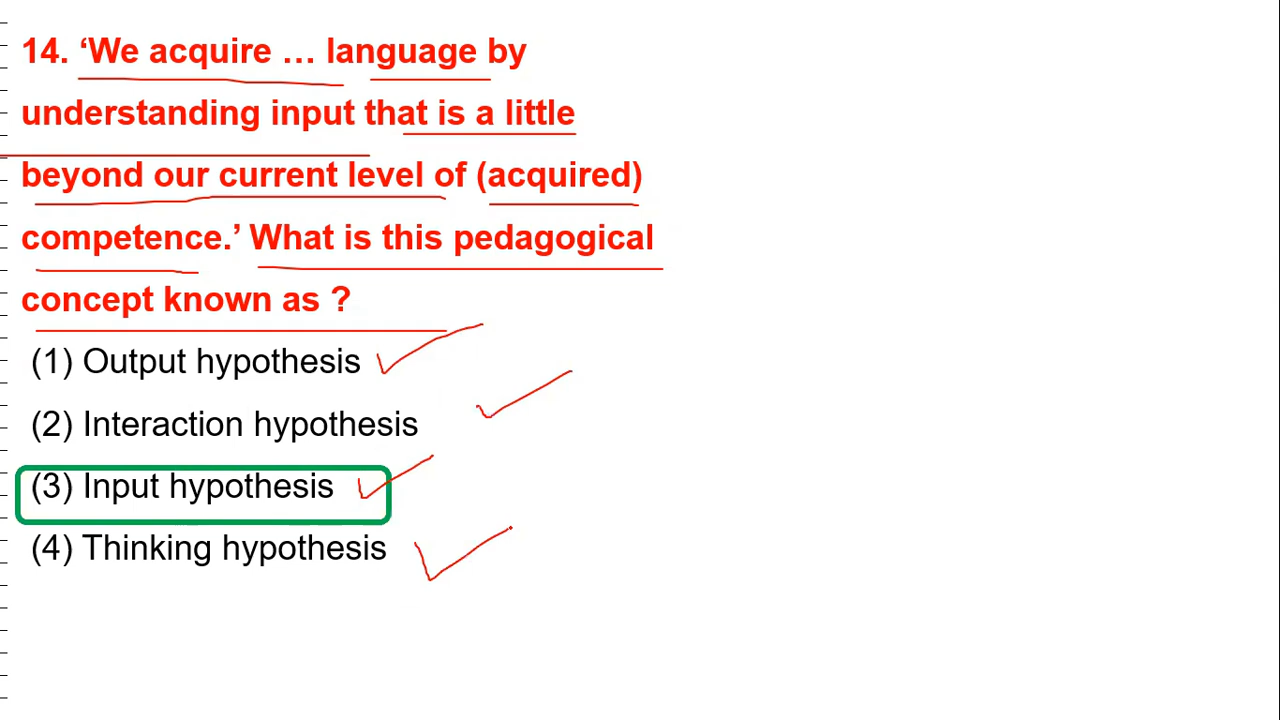 14. ‘We acquire … language by
understanding input that is a little
beyond our current level of (acquired)
competence.’ What is this pedagogical
concept known as ?
(1) Output hypothesis
(2) Interaction hypothesis
(3) Input hypothesis
(4) Thinking hypothesis